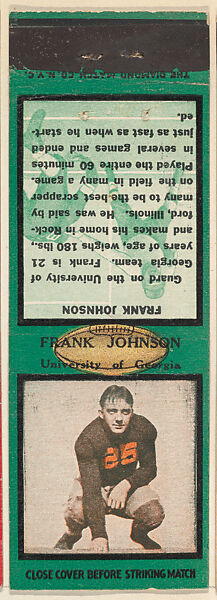 THE DIAMOND MATCH CO. N.Y.C.
FRANK JOHNSON
Guard on the University of
Georgia team. Frank is 21
years of age, weighs 180 lbs.,
and makes his home in Rock-
ford, Illinois. He was said by
many to be the best scrapper
on the field in many a game.
Played the entire 60 minutes
in several games and ended
just as fast as when he start-
ed.
FRANK JOHNSON
University of Georgia
25
CLOSE COVER BEFORE STRIKING MATCH